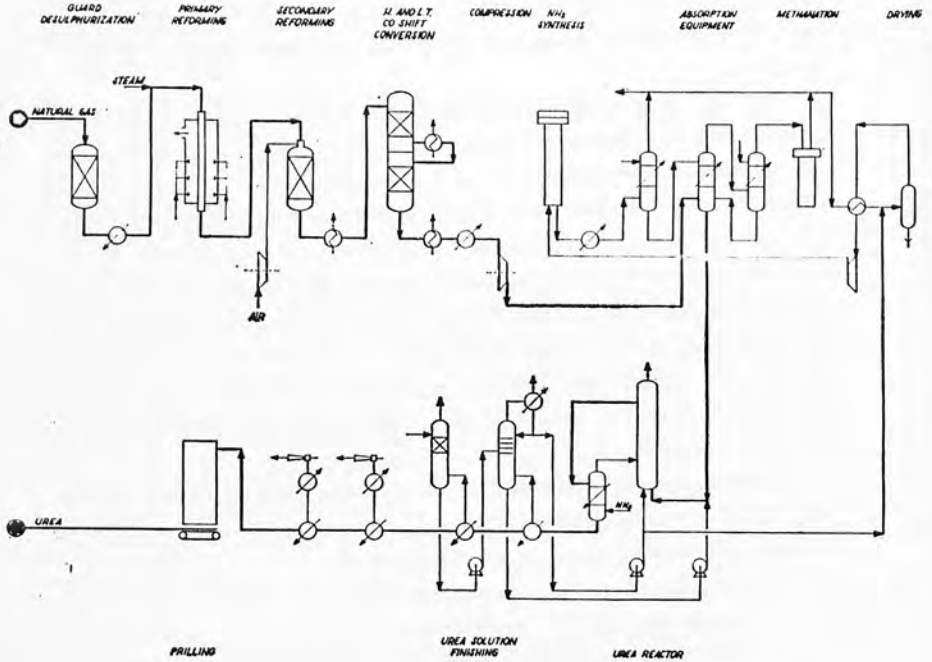 GUARD
DESULPHURIZATION
PRIMARY
REFORMING
SECONDARY
REFORMING
H. AND L.T.
CO SHIFT
CONVERSION
COMPRESSION
NH3
SYNTHESIS
ABSORPTION
EQUIPMENT
METHANATION
DRYING
STEAM
NATURAL GAS
AIR
NH3
UREA
PRILLING
UREA SOLUTION
FINISHING
UREA REACTOR